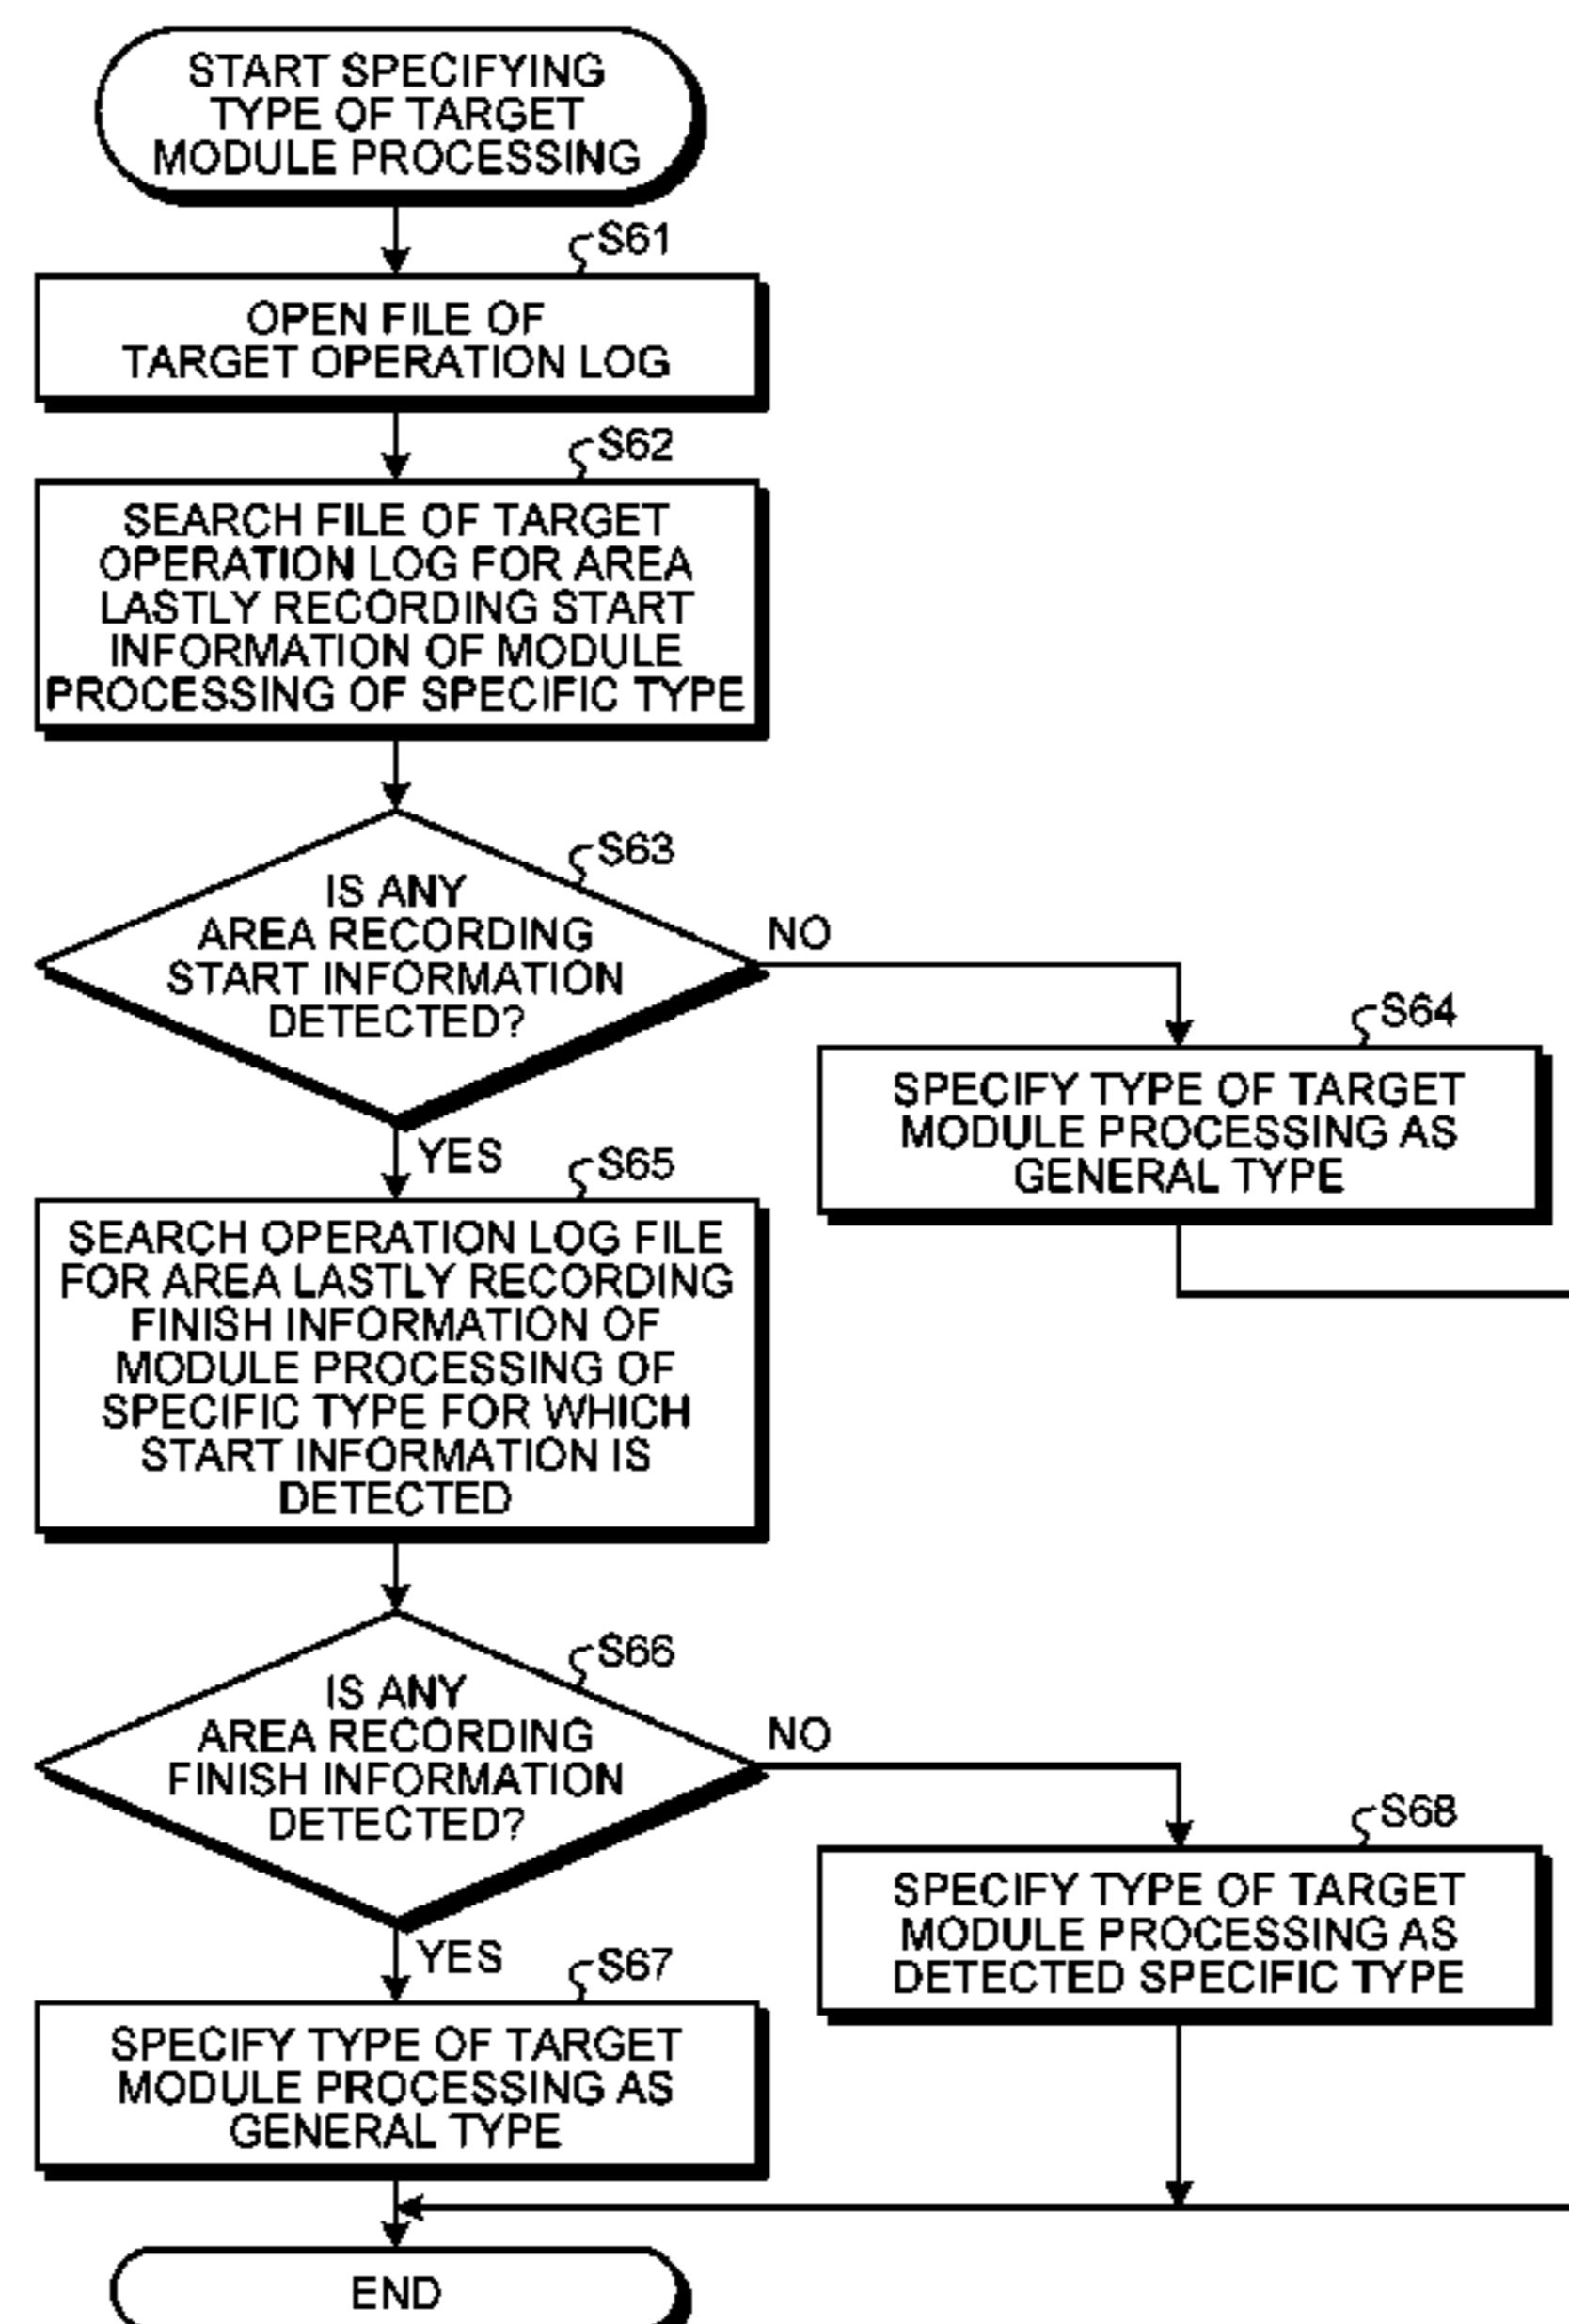 START SPECIFYING
TYPE OF TARGET
MODULE PROCESSING
S61
OPEN FILE OF
TARGET OPERATION LOG
S62
SEARCH FILE OF TARGET
OPERATION LOG FOR AREA
LASTLY RECORDING START
INFORMATION OF MODULE
PROCESSING OF SPECIFIC TYPE
S63
IS ANY
AREA RECORDING
START INFORMATION
DETECTED?
NO
S64
SPECIFY TYPE OF TARGET
MODULE PROCESSING AS
GENERAL TYPE
YES
S65
SEARCH OPERATION LOG FILE
FOR AREA LASTLY RECORDING
FINISH INFORMATION OF
MODULE PROCESSING OF
SPECIFIC TYPE FOR WHICH
START INFORMATION IS
DETECTED
S66
IS ANY
AREA RECORDING
FINISH INFORMATION
DETECTED?
NO
S68
SPECIFY TYPE OF TARGET
MODULE PROCESSING AS
DETECTED SPECIFIC TYPE
YES
S67
SPECIFY TYPE OF TARGET
MODULE PROCESSING AS
GENERAL TYPE
END